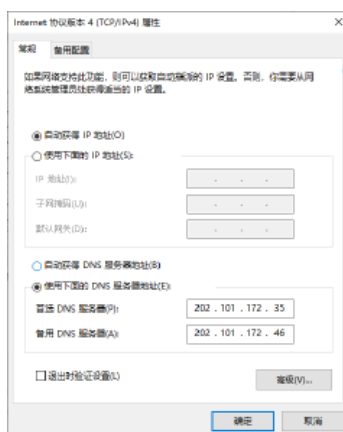 Internet 协议版本 4 (TCP/IPv4) 属性
常规 备用配置
如果网络支持此功能，则可以获取自动指派的 IP 设置。否则，你需要从网
络系统管理员处获得适当的 IP 设置。
自动获得 IP 地址(O)
使用下面的 IP 地址(S):
IP 地址(I):
子网掩码(U):
默认网关(D):
自动获得 DNS 服务器地址(B)
使用下面的 DNS 服务器地址(E):
首选 DNS 服务器(P): 202 . 101 . 172 . 35
备用 DNS 服务器(A): 202 . 101 . 172 . 46
退出时验证设置(L) 高级(V)...
确定 取消